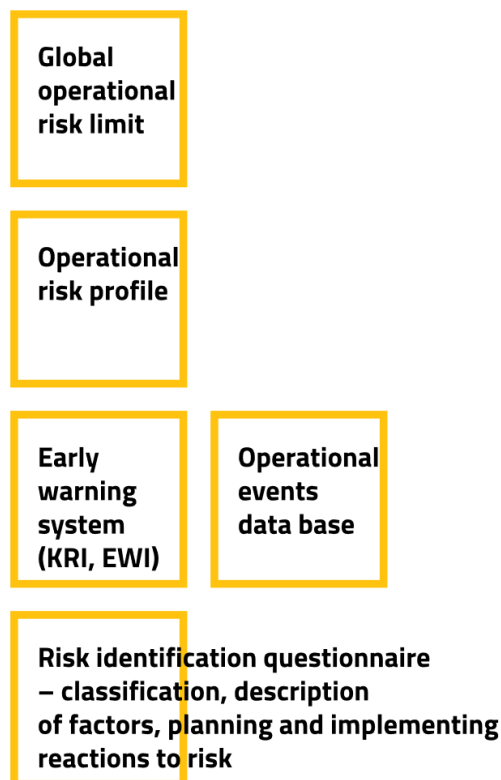 Global
operational
risk limit
Operational
risk profile
Early
warning
system
(KRI, EWI)
Operational
events
data base
Risk identification questionnaire
– classification, description
of factors, planning and implementing
reactions to risk